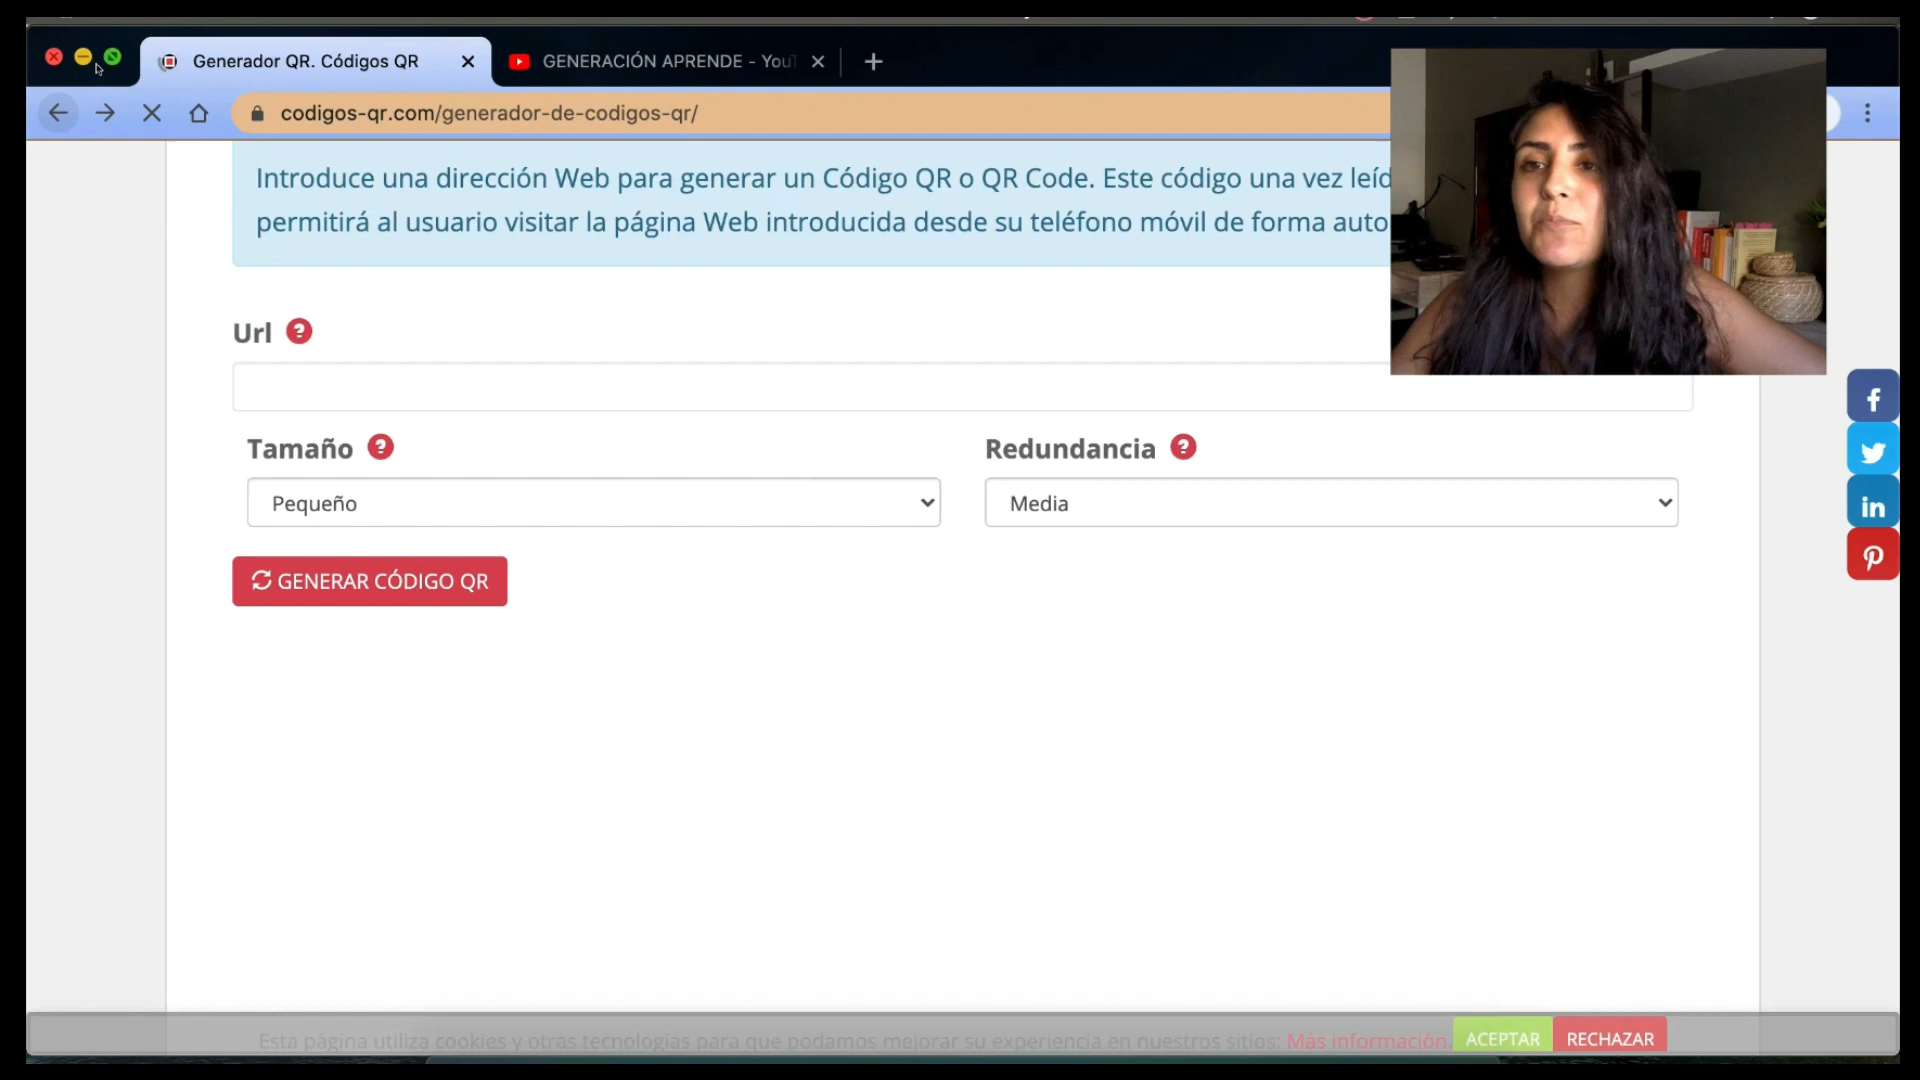 Generador QR. Códigos QR
GENERACIÓN APRENDE - You
codigos-qr.com/generador-de-codigos-qr/
Introduce una dirección Web para generar un Código QR o QR Code. Este código una vez leíd
permitirá al usuario visitar la página Web introducida desde su teléfono móvil de forma auto
Url ?
Tamaño ?
Redundancia ?
Pequeño
Media
GENERAR CÓDIGO QR
Esta página utiliza cookies y otras tecnologías para que podamos mejorar su experiencia en nuestros sitios: Más información.
ACEPTAR
RECHAZAR